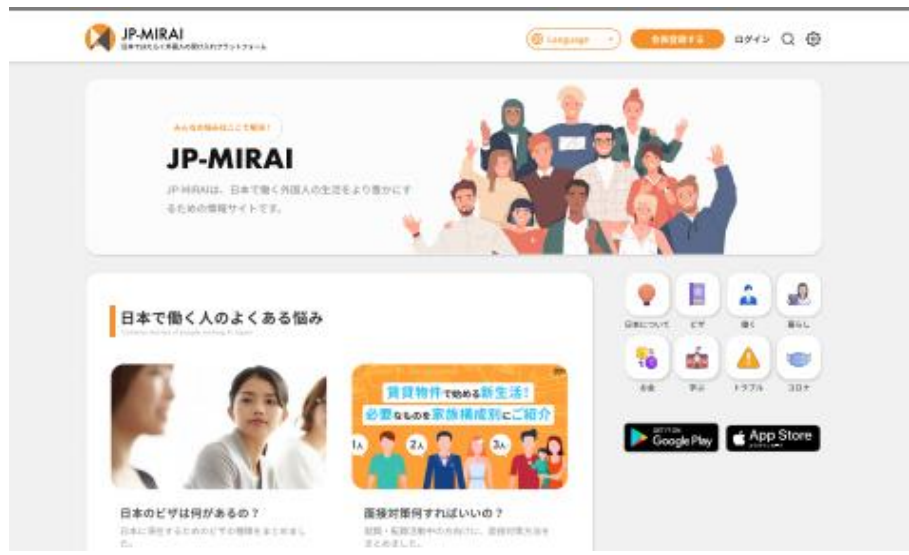 JP-MIRAI
日本ではたらく外国人の受け入れプラットフォーム
Language
会員登録する
ログイン
みんなの悩みはここで解決！
JP-MIRAI
JP-MIRAIは、日本で働く外国人の生活をより豊かにす
るための情報サイトです。
日本で働く人のよくある悩み
賃貸物件で始める新生活！
必要なものを家族構成別にご紹介
1人
2人
3人
日本のビザは何があるの？
日本に滞在するためのビザの種類をまとめまし
た。
面接対策何すればいいの？
就職・転職活動中の方向けに、面接対策方法を
まとめました。
日本について
ビザ
働く
暮らし
お金
学ぶ
トラブル
コロナ
GET IT ON
Google Play
App Store